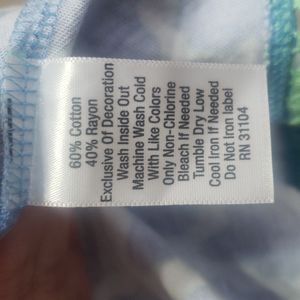 60% Cotton
40% Rayon
Exclusive Of Decoration
Wash Inside Out
Machine Wash Cold
With Like Colors
Only Non-Chlorine
Bleach If Needed
Tumble Dry Low
Cool Iron If Needed
Do Not Iron label
RN 31104